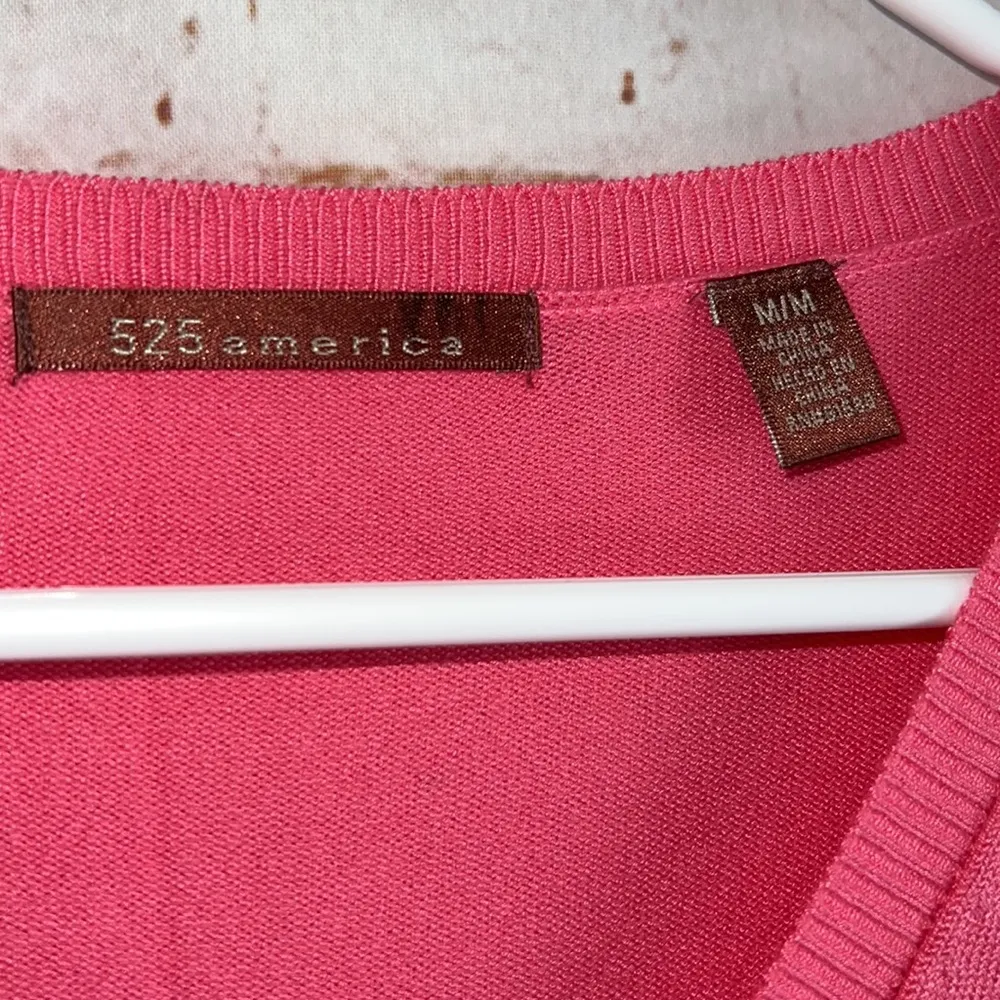 525 america
M/M
MADE IN
CHINA
HECHO EN
CHINA